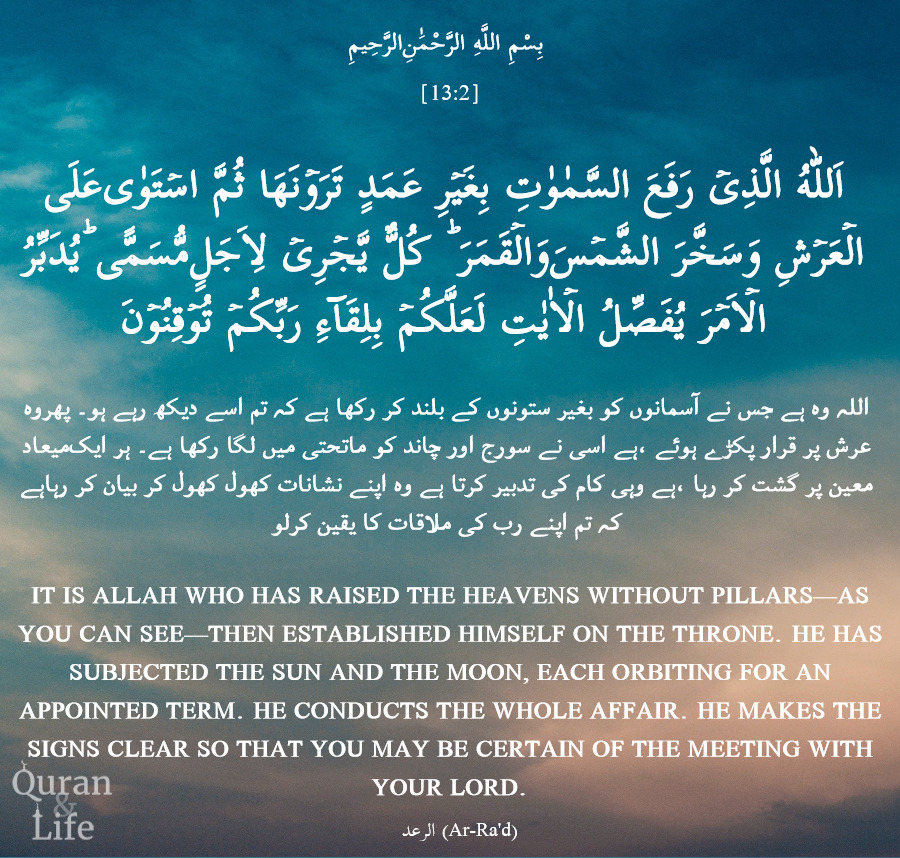 بِسْمِ اللَّهِ الرَّحْمَٰنِ الرَّحِيمِ
[13:2]
اَللّٰهُ الَّذِىۡ رَفَعَ السَّمٰوٰتِ بِغَيۡرِ عَمَدٍ تَرَوۡنَهَا‌ ثُمَّ اسۡتَوٰى عَلَى
الۡعَرۡشِ‌ وَسَخَّرَ الشَّمۡسَ وَالۡقَمَرَ‌ؕ كُلٌّ يَّجۡرِىۡ لِاَجَلٍ مُّسَمًّى‌ؕ يُدَبِّرُ
الۡاَمۡرَ يُفَصِّلُ الۡاٰيٰتِ لَعَلَّكُمۡ بِلِقَآءِ رَبِّكُمۡ تُوۡقِنُوۡنَ
اللہ وہ ہے جس نے آسمانوں کو بغیر ستونوں کے بلند کر رکھا ہے کہ تم اسے دیکھ رہے ہو۔ پھروہ
عرش پر قرار پکڑے ہوئے ،ہے اسی نے سورج اور چاند کو ماتحتی میں لگا رکھا ہے۔ ہر ایک‌میعاد
معین پر گشت کر رہا ،ہے وہی کام کی تدبیر کرتا ہے وہ اپنے نشانات کھول کھول کر بیان کر رہاہے
کہ تم اپنے رب کی ملاقات کا یقین کرلو
IT IS ALLAH WHO HAS RAISED THE HEAVENS WITHOUT PILLARS—AS
YOU CAN SEE—THEN ESTABLISHED HIMSELF ON THE THRONE. HE HAS
SUBJECTED THE SUN AND THE MOON, EACH ORBITING FOR AN
APPOINTED TERM. HE CONDUCTS THE WHOLE AFFAIR. HE MAKES THE
SIGNS CLEAR SO THAT YOU MAY BE CERTAIN OF THE MEETING WITH
YOUR LORD.
Quran
&
Life
الرعد (Ar-Ra'd)